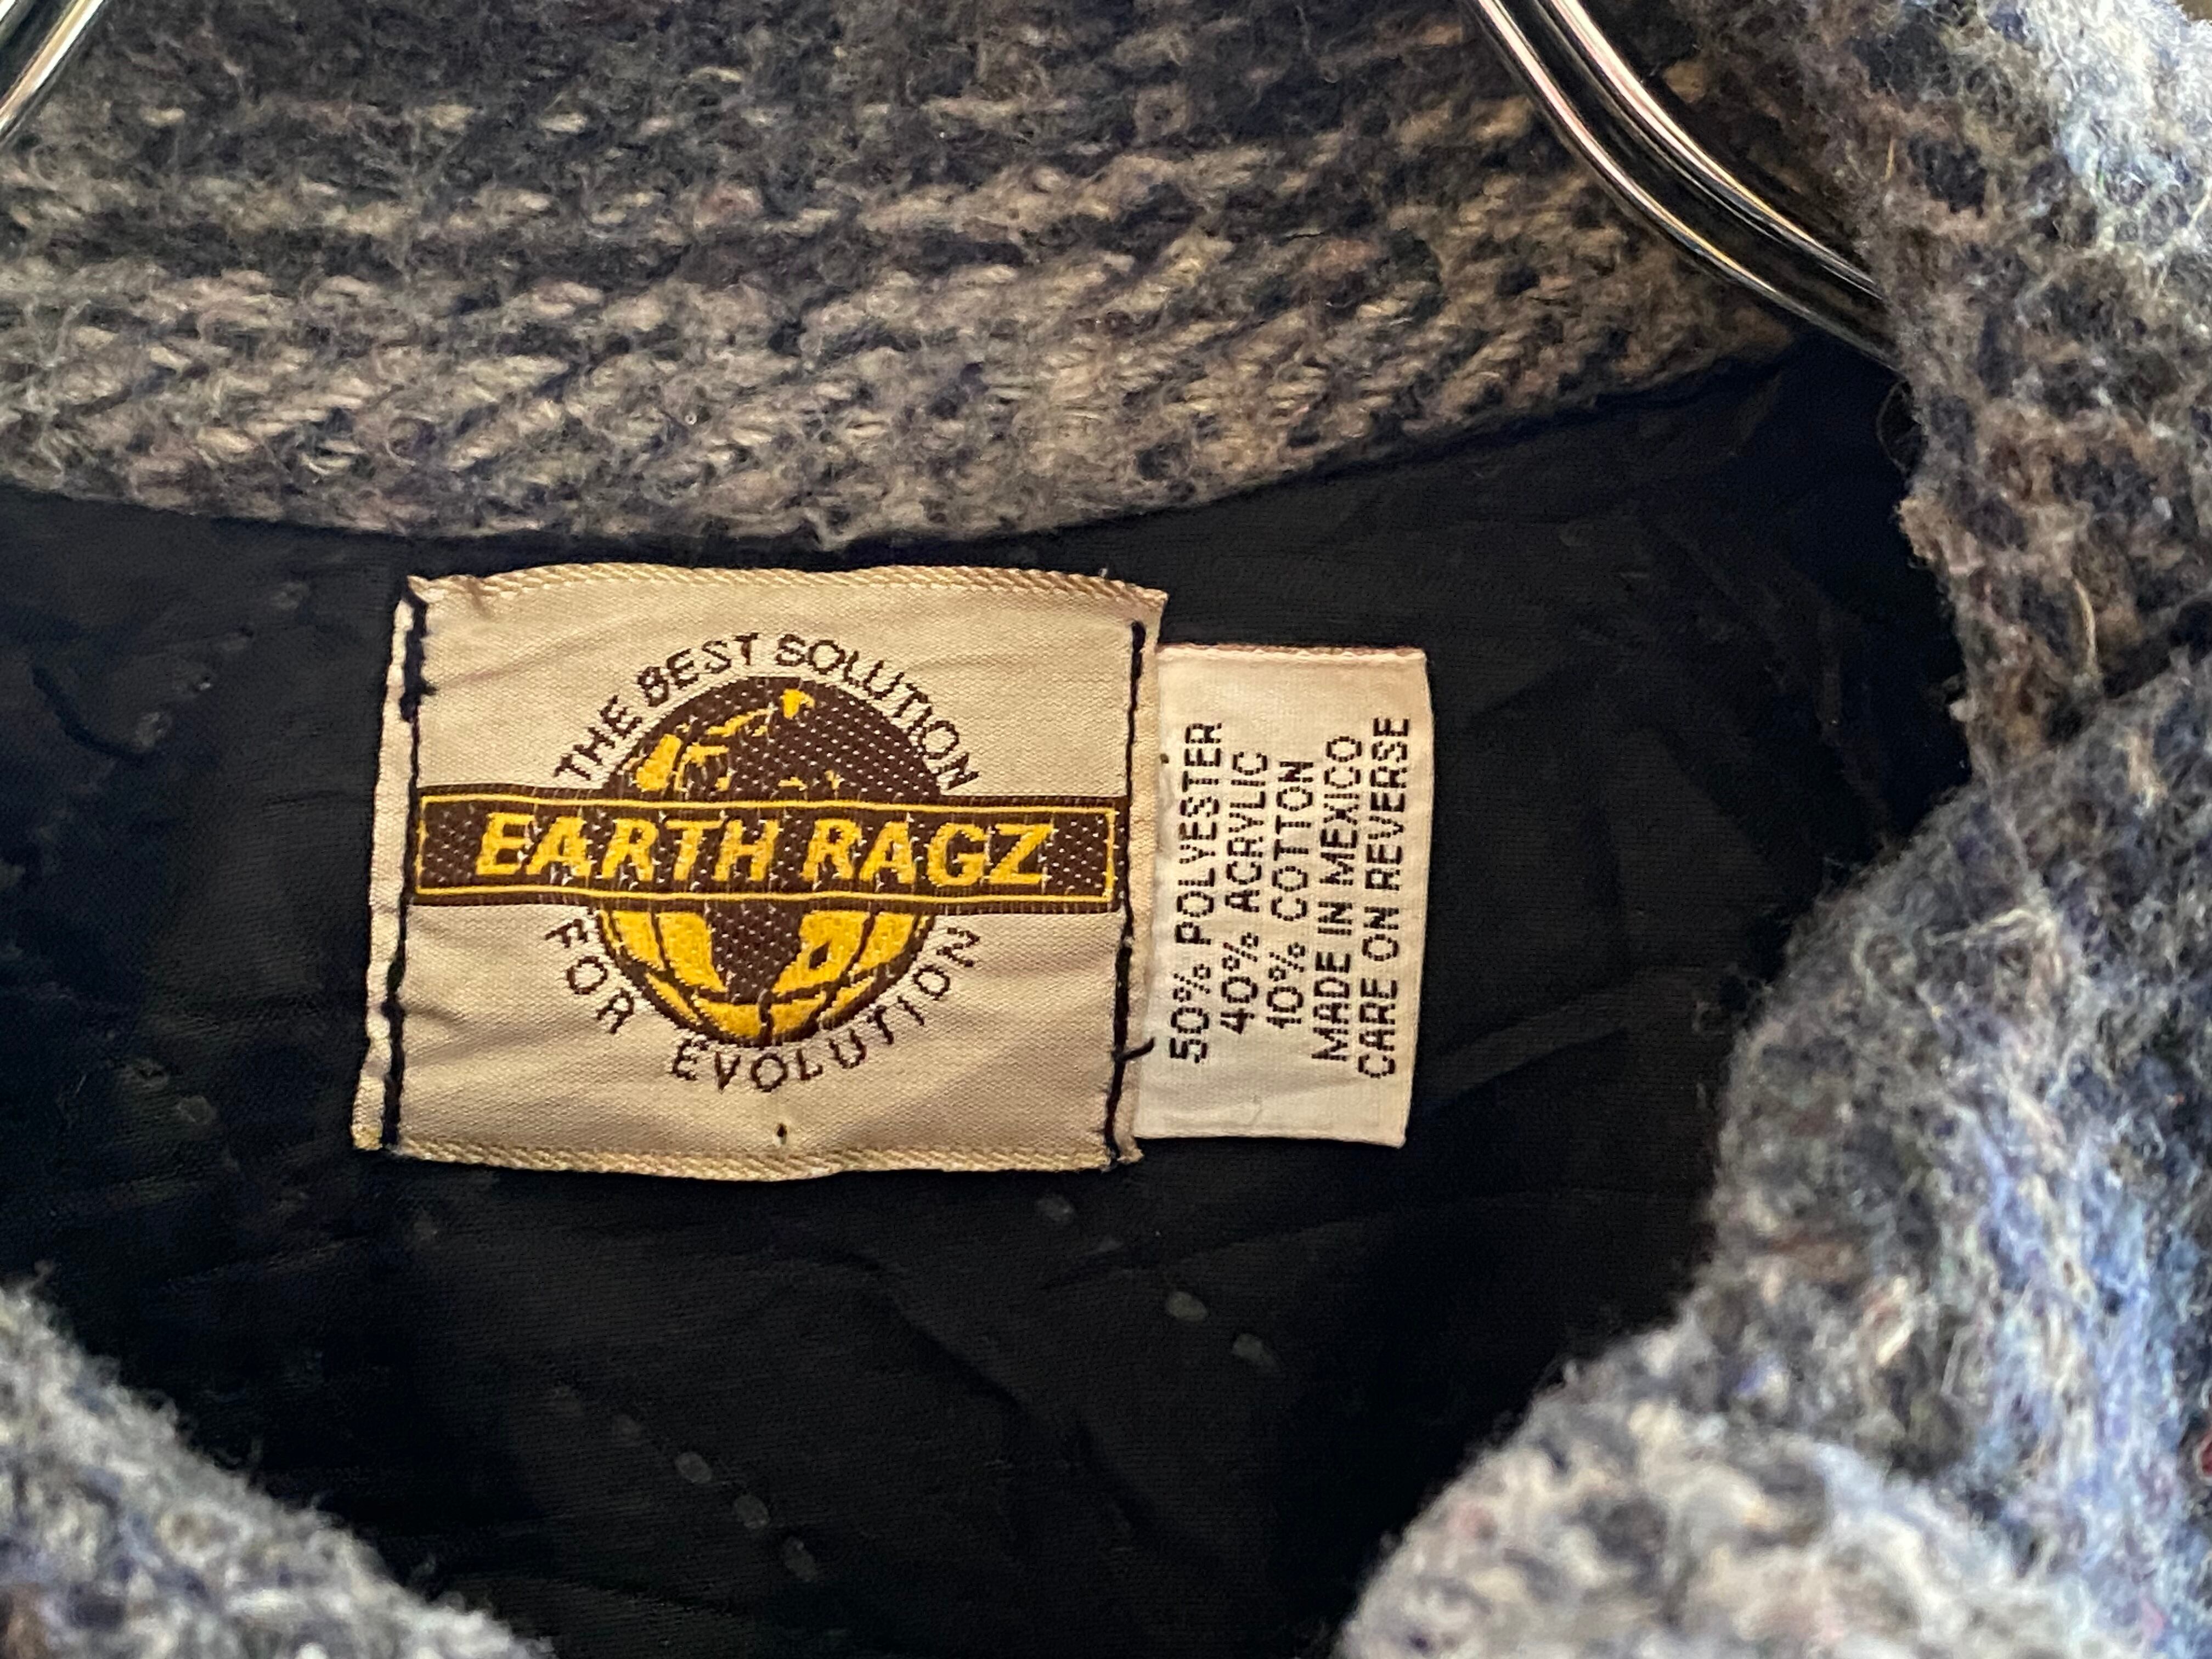 THE BEST SOLUTION
EARTH RAGZ
FOR EVOLUTION
50% POLYESTER
40% ACRYLIC
10% COTTON
MADE IN MEXICO
CARE ON REVERSE